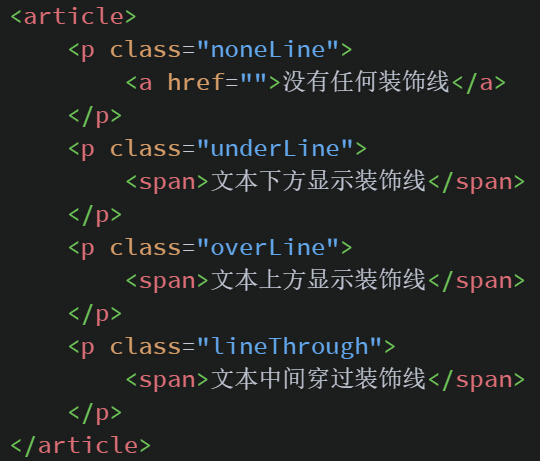 <article>
    <p class="noneLine">
        <a href="">没有任何装饰线</a>
    </p>
    <p class="underLine">
        <span>文本下方显示装饰线</span>
    </p>
    <p class="overLine">
        <span>文本上方显示装饰线</span>
    </p>
    <p class="lineThrough">
        <span>文本中间穿过装饰线</span>
    </p>
</article>